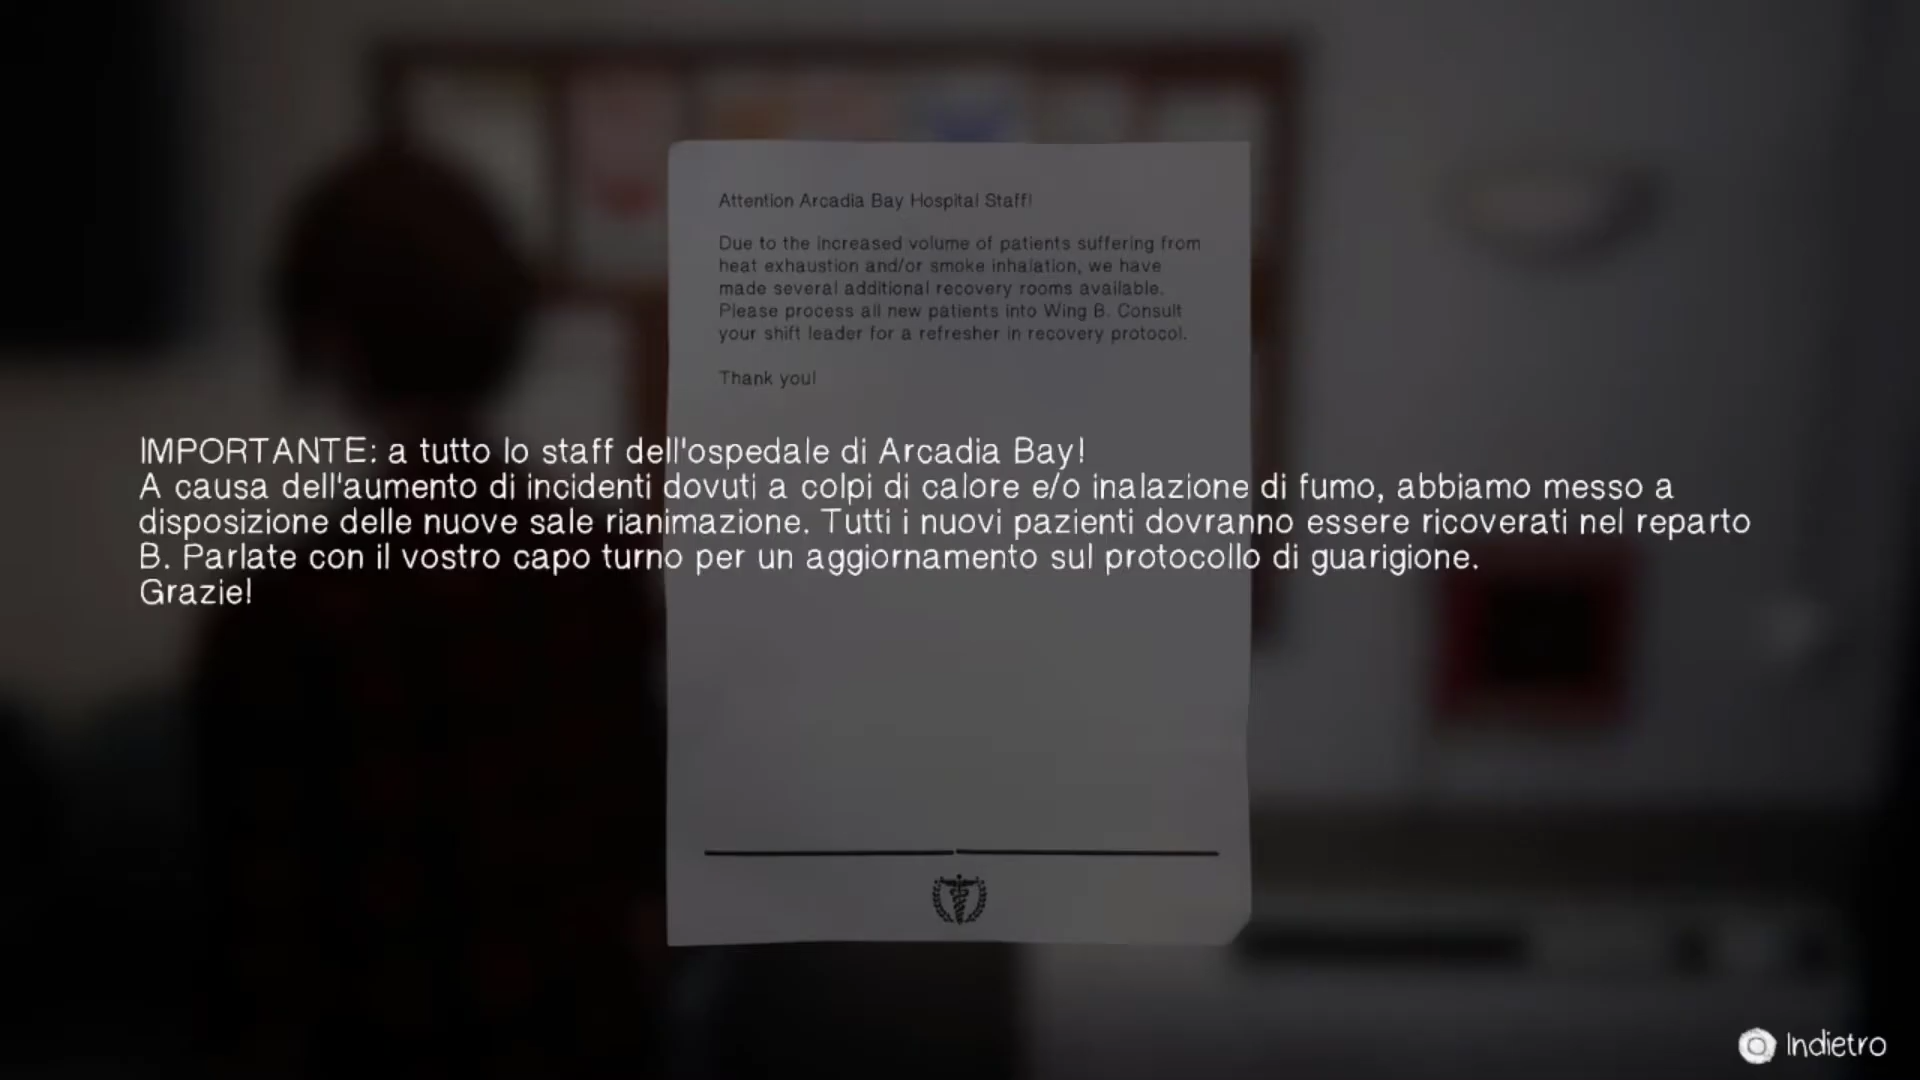 Attention Arcadia Bay Hospital Staff!
Due to the increased volume of patients suffering from
heat exhaustion and/or smoke inhalation, we have
made several additional recovery rooms available.
Please process all new patients into Wing B. Consult
your shift leader for a refresher in recovery protocol.
Thank you!
IMPORTANTE: a tutto lo staff dell'ospedale di Arcadia Bay!
A causa dell'aumento di incidenti dovuti a colpi di calore e/o inalazione di fumo, abbiamo messo a
disposizione delle nuove sale rianimazione. Tutti i nuovi pazienti dovranno essere ricoverati nel reparto
B. Parlate con il vostro capo turno per un aggiornamento sul protocollo di guarigione.
Grazie!
Indietro